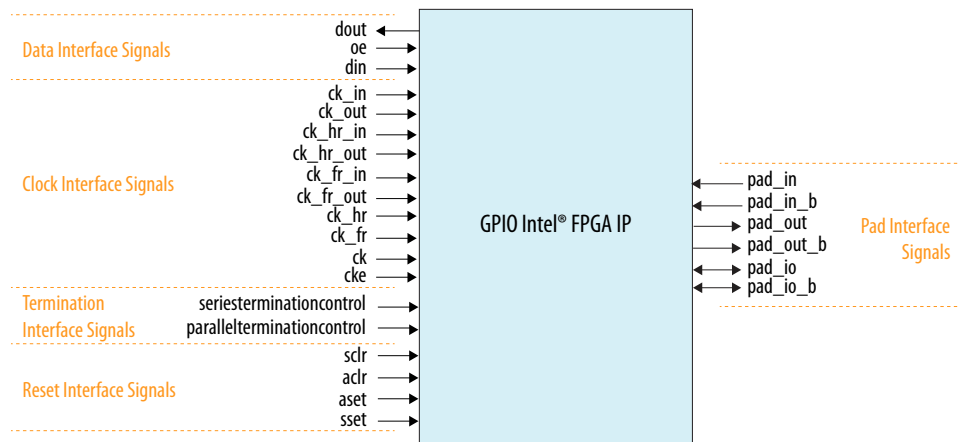 Data Interface Signals
dout
oe
din
Clock Interface Signals
ck_in
ck_out
ck_hr_in
ck_hr_out
ck_fr_in
ck_fr_out
ck_hr
ck_fr
ck
cke
Termination
Interface Signals
seriesterminationcontrol
parallelterminationcontrol
Reset Interface Signals
sclr
aclr
aset
sset
GPIO Intel® FPGA IP
pad_in
pad_in_b
pad_out
pad_out_b
pad_io
pad_io_b
Pad Interface
Signals